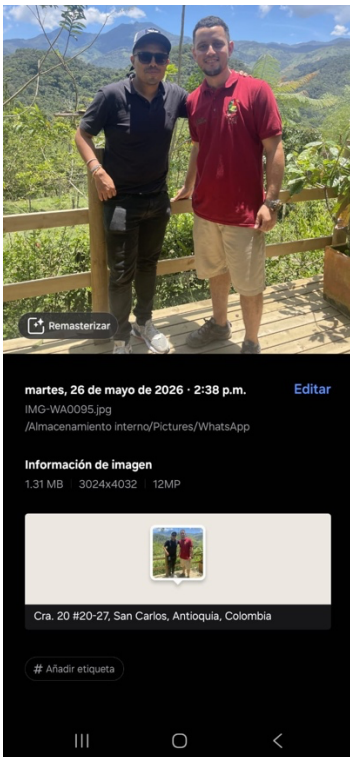 Remasterizar
martes, 26 de mayo de 2026 · 2:38 p.m.
Editar
IMG-WA0095.jpg
/Almacenamiento interno/Pictures/WhatsApp
Información de imagen
1.31 MB | 3024x4032 | 12MP
Cra. 20 #20-27, San Carlos, Antioquia, Colombia
# Añadir etiqueta